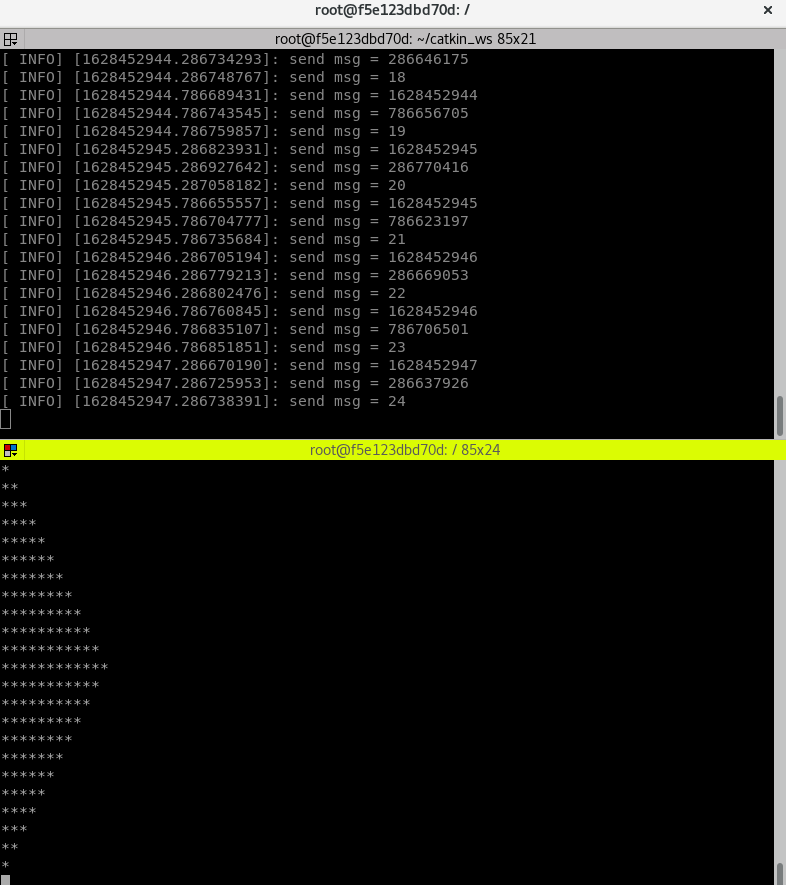 root@f5e123dbd70d: /
root@f5e123dbd70d: ~/catkin_ws 85x21
[ INFO] [1628452944.286734293]: send msg = 286646175
[ INFO] [1628452944.286748767]: send msg = 18
[ INFO] [1628452944.786689431]: send msg = 1628452944
[ INFO] [1628452944.786743545]: send msg = 786656705
[ INFO] [1628452944.786759857]: send msg = 19
[ INFO] [1628452945.286823931]: send msg = 1628452945
[ INFO] [1628452945.286927642]: send msg = 286770416
[ INFO] [1628452945.287058182]: send msg = 20
[ INFO] [1628452945.786655557]: send msg = 1628452945
[ INFO] [1628452945.786704777]: send msg = 786623197
[ INFO] [1628452945.786735684]: send msg = 21
[ INFO] [1628452946.286705194]: send msg = 1628452946
[ INFO] [1628452946.286779213]: send msg = 286669053
[ INFO] [1628452946.286802476]: send msg = 22
[ INFO] [1628452946.786760845]: send msg = 1628452946
[ INFO] [1628452946.786835107]: send msg = 786706501
[ INFO] [1628452946.786851851]: send msg = 23
[ INFO] [1628452947.286670190]: send msg = 1628452947
[ INFO] [1628452947.286725953]: send msg = 286637926
[ INFO] [1628452947.286738391]: send msg = 24
root@f5e123dbd70d: / 85x24
*
**
***
****
*****
******
*******
********
*********
**********
***********
************
***********
**********
*********
********
*******
******
*****
****
***
**
*